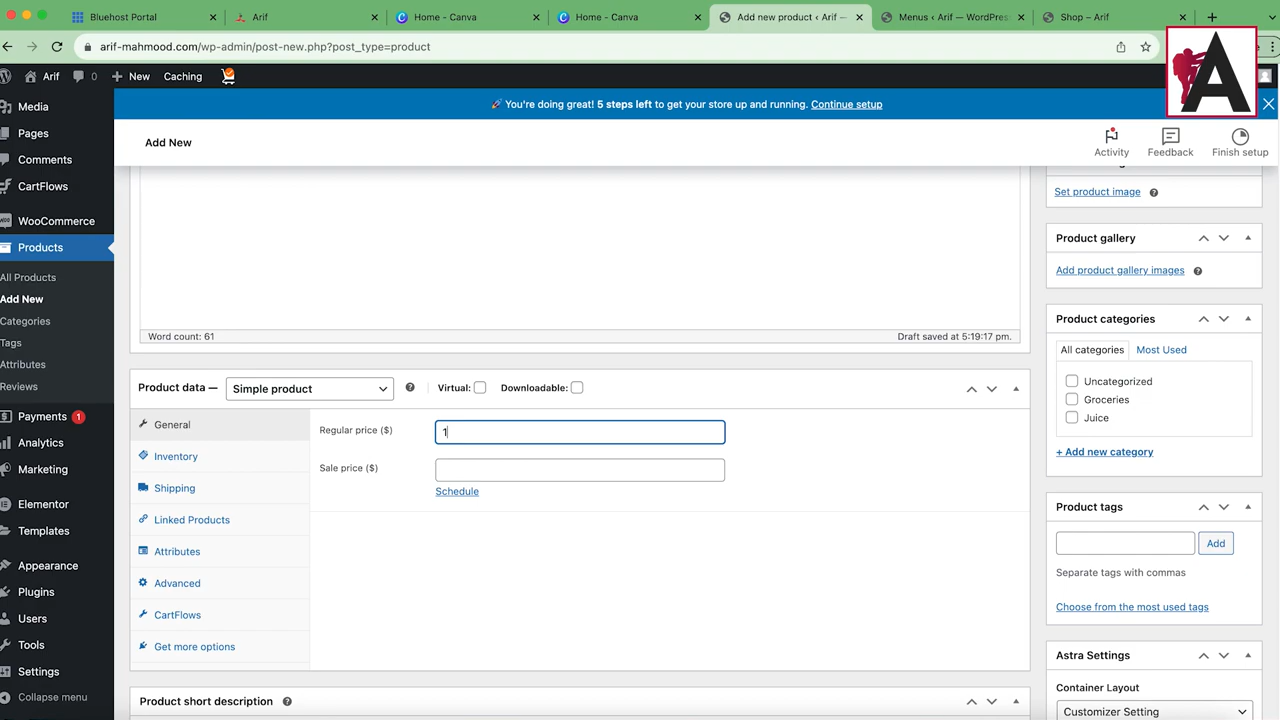 Bluehost Portal
Arif
Home - Canva
Home - Canva
Add new product ‹ Arif —
Menus ‹ Arif — WordPres
Shop – Arif
arif-mahmood.com/wp-admin/post-new.php?post_type=product
Arif
0
New
Caching
A
🚀 You're doing great! 5 steps left to get your store up and running. Continue setup
Media
Pages
Comments
CartFlows
WooCommerce
Products
All Products
Add New
Categories
Tags
Attributes
Reviews
Payments 1
Analytics
Marketing
Elementor
Templates
Appearance
Plugins
Users
Tools
Settings
Collapse menu
Add New
Activity
Feedback
Finish setup
Word count: 61
Draft saved at 5:19:17 pm.
Product data —
Simple product
Virtual:
Downloadable:
General
Inventory
Shipping
Linked Products
Attributes
Advanced
CartFlows
Get more options
Regular price ($)
1
Sale price ($)
Schedule
Product short description
Set product image
Product gallery
Add product gallery images
Product categories
All categories
Most Used
Uncategorized
Groceries
Juice
+ Add new category
Product tags
Add
Separate tags with commas
Choose from the most used tags
Astra Settings
Container Layout
Customizer Setting